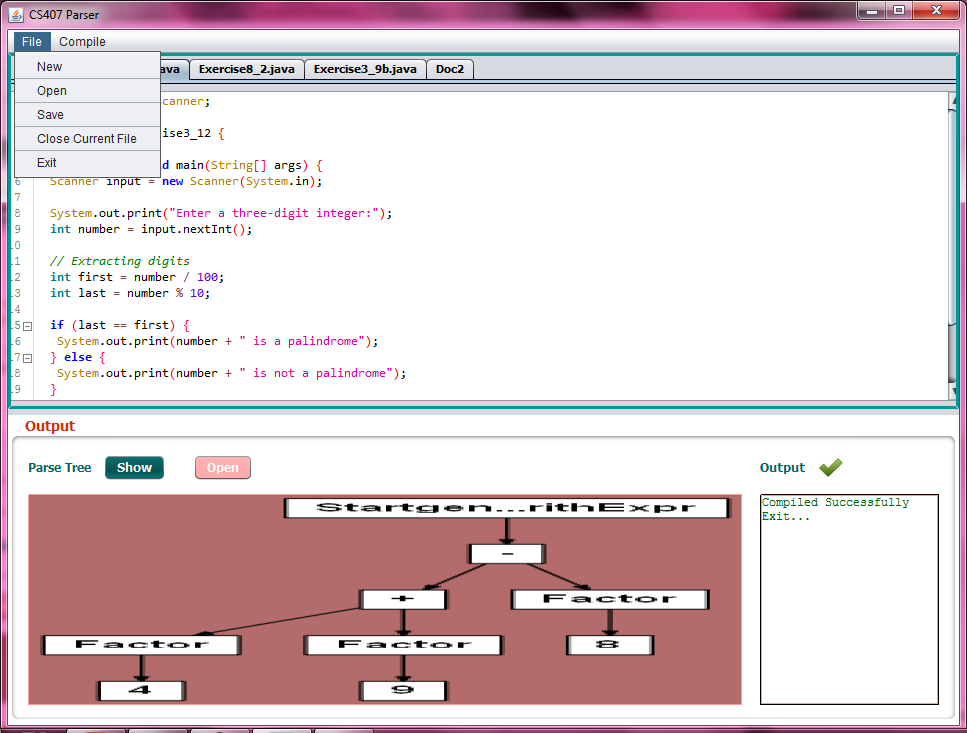 CS407 Parser
File Compile
New
Open
Save
Close Current File
Exit
ava Exercise8_2.java Exercise3_9b.java Doc2
canner;
ise3_12 {
d main(String[] args) {
6 Scanner input = new Scanner(System.in);
7
8 System.out.print("Enter a three-digit integer:");
9 int number = input.nextInt();
.0
.1 // Extracting digits
.2 int first = number / 100;
.3 int last = number % 10;
.4
.5 if (last == first) {
.6 System.out.print(number + " is a palindrome");
.7 } else {
.8 System.out.print(number + " is not a palindrome");
.9 }
Output
Parse Tree Show Open Output
Compiled Successfully
Exit...
Startgen...rithExpr
-
+ Factor
Factor Factor 8
4 9